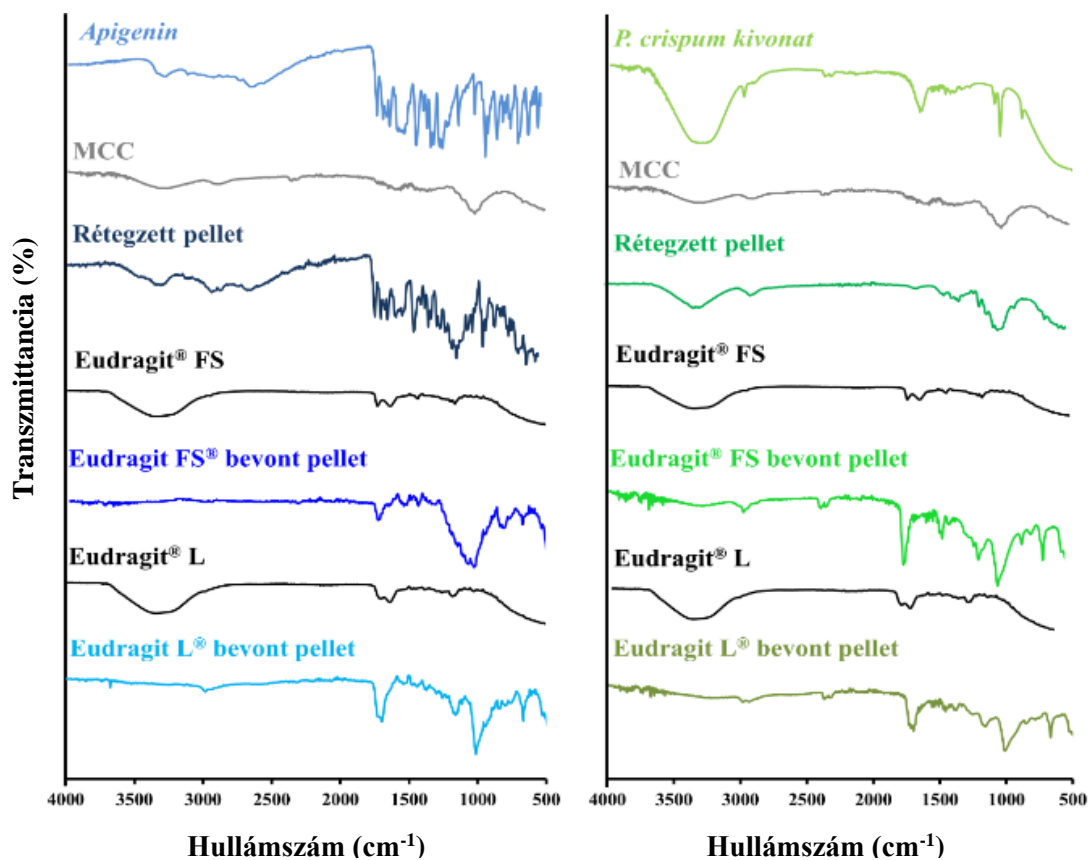 Transzmittancia (%)
Apigenin
MCC
Rétegzett pellet
Eudragit® FS
Eudragit FS® bevont pellet
Eudragit® L
Eudragit L® bevont pellet
4000 3500 3000 2500 2000 1500 1000 500
Hullámszám (cm-1)
P. crispum kivonat
MCC
Rétegzett pellet
Eudragit® FS
Eudragit® FS bevont pellet
Eudragit® L
Eudragit L® bevont pellet
4000 3500 3000 2500 2000 1500 1000 500
Hullámszám (cm-1)